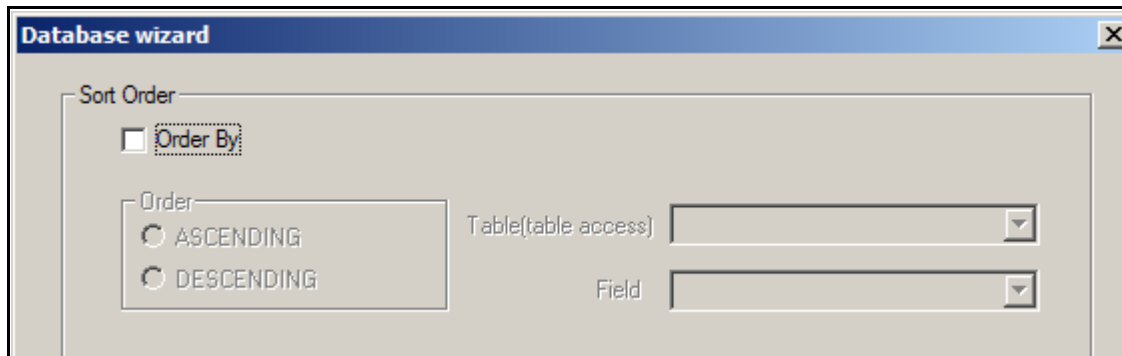 Database wizard
Sort Order
Order By
Order
ASCENDING
DESCENDING
Table(table access)
Field